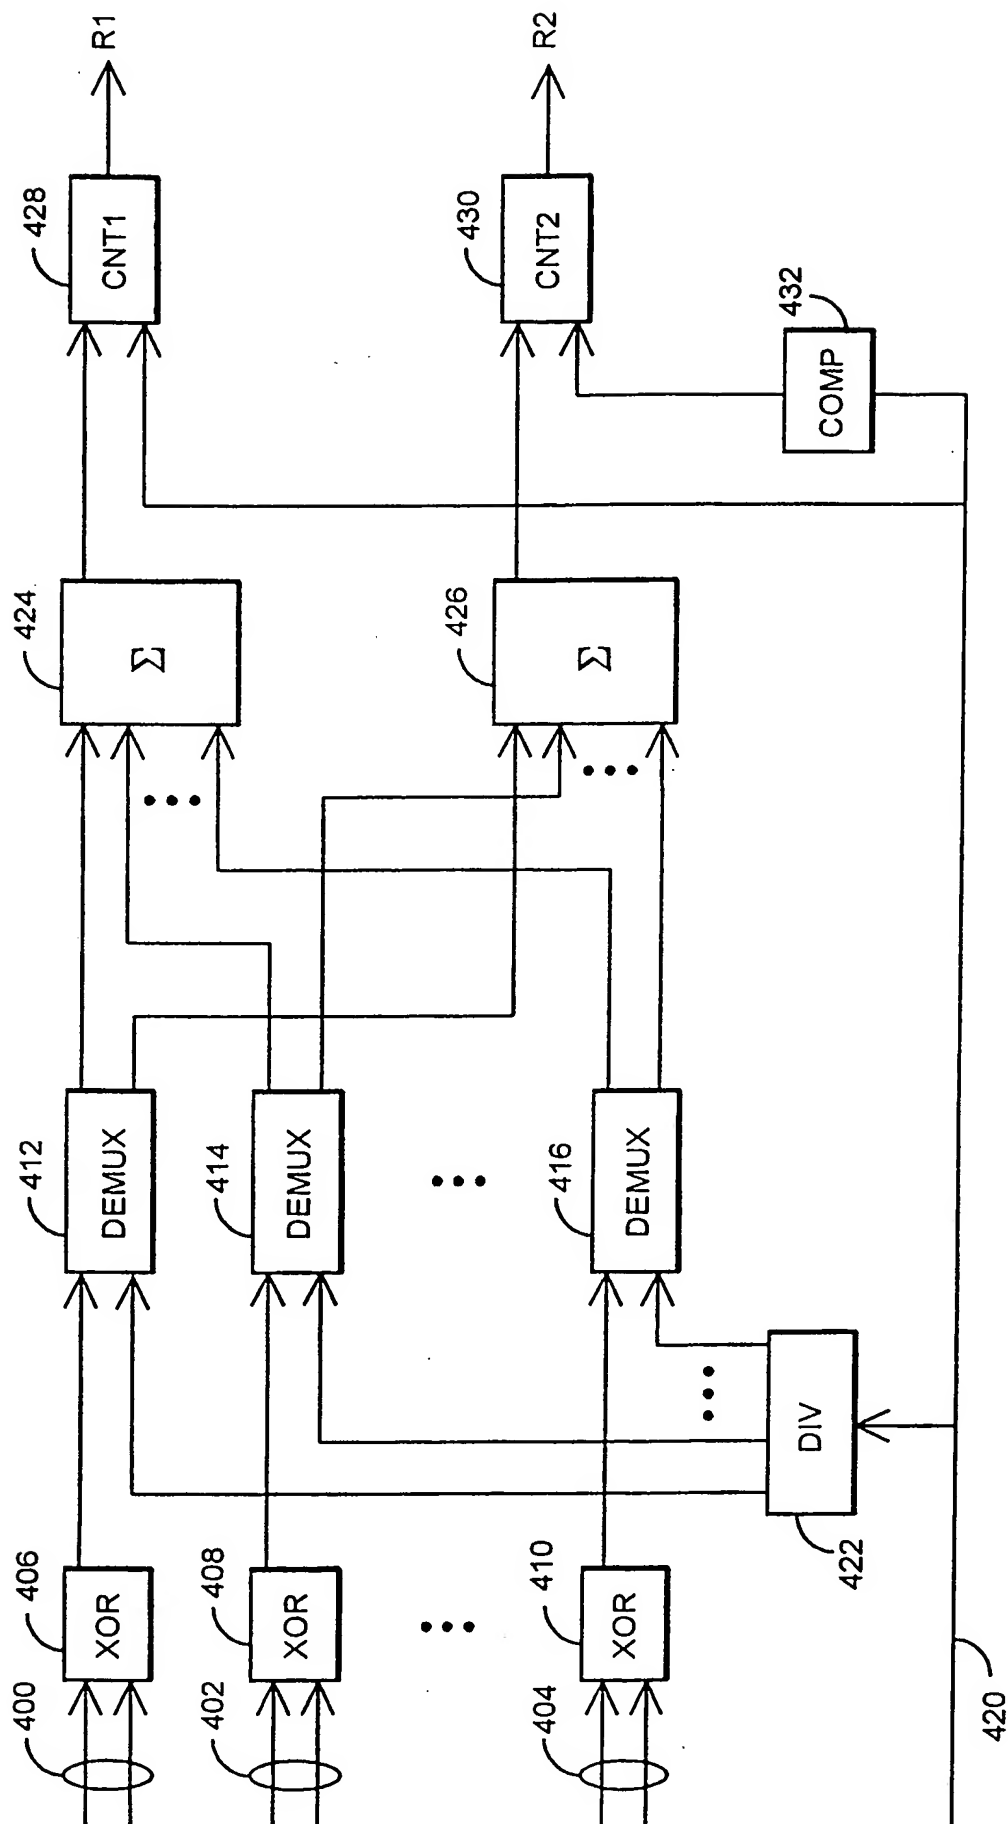 400
406
XOR
412
DEMUX
424
Σ
428
CNT1
R1
402
408
XOR
414
DEMUX
426
Σ
430
CNT2
R2
404
410
XOR
416
DEMUX
422
DIV
432
COMP
420